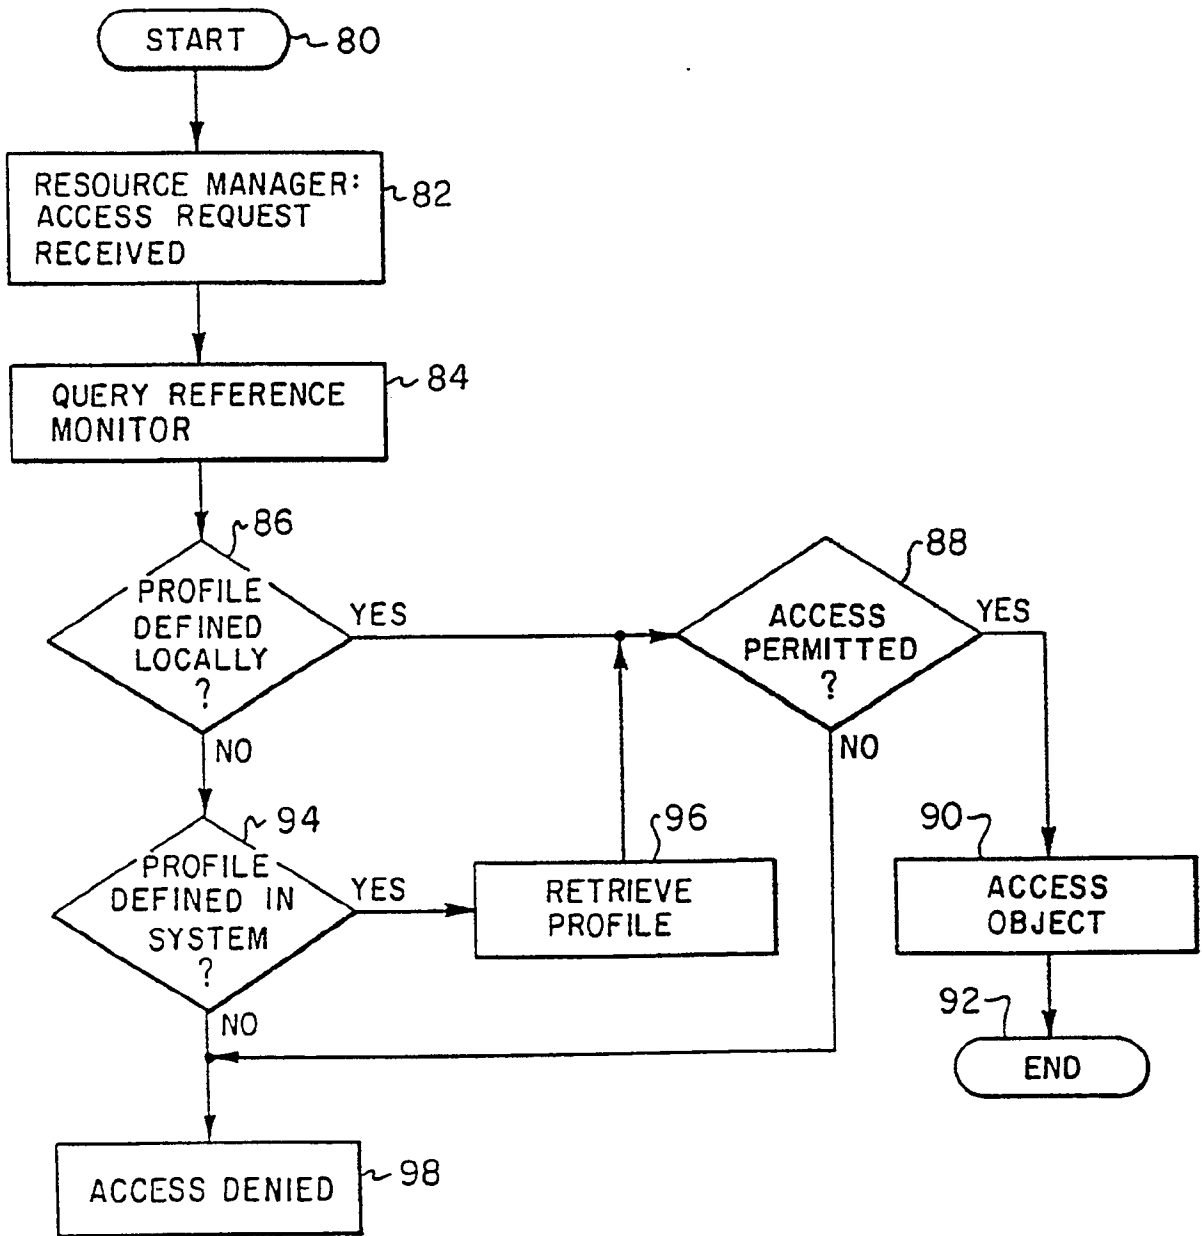 START
80
RESOURCE MANAGER:
ACCESS REQUEST
RECEIVED
82
QUERY REFERENCE
MONITOR
84
86
PROFILE
DEFINED
LOCALLY
?
YES
NO
88
ACCESS
PERMITTED
?
YES
NO
94
PROFILE
DEFINED IN
SYSTEM
?
YES
NO
96
RETRIEVE
PROFILE
90
ACCESS
OBJECT
92
END
ACCESS DENIED
98